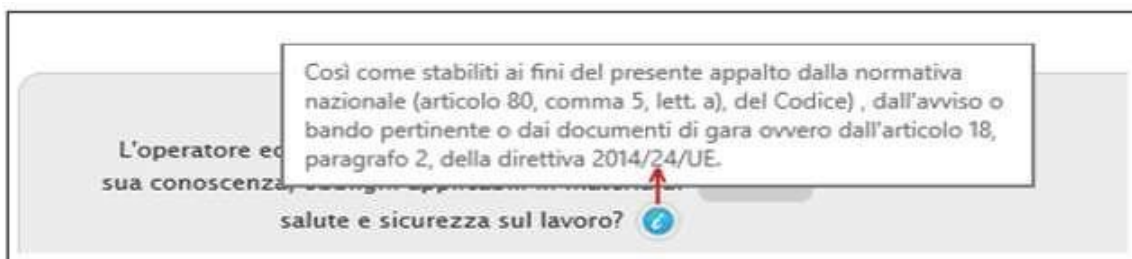 Così come stabiliti ai fini del presente appalto dalla normativa
nazionale (articolo 80, comma 5, lett. a), del Codice) , dall'avviso o
bando pertinente o dai documenti di gara ovvero dall'articolo 18,
paragrafo 2, della direttiva 2014/24/UE.
L'operatore
sua conoscenza,
salute e sicurezza sul lavoro?